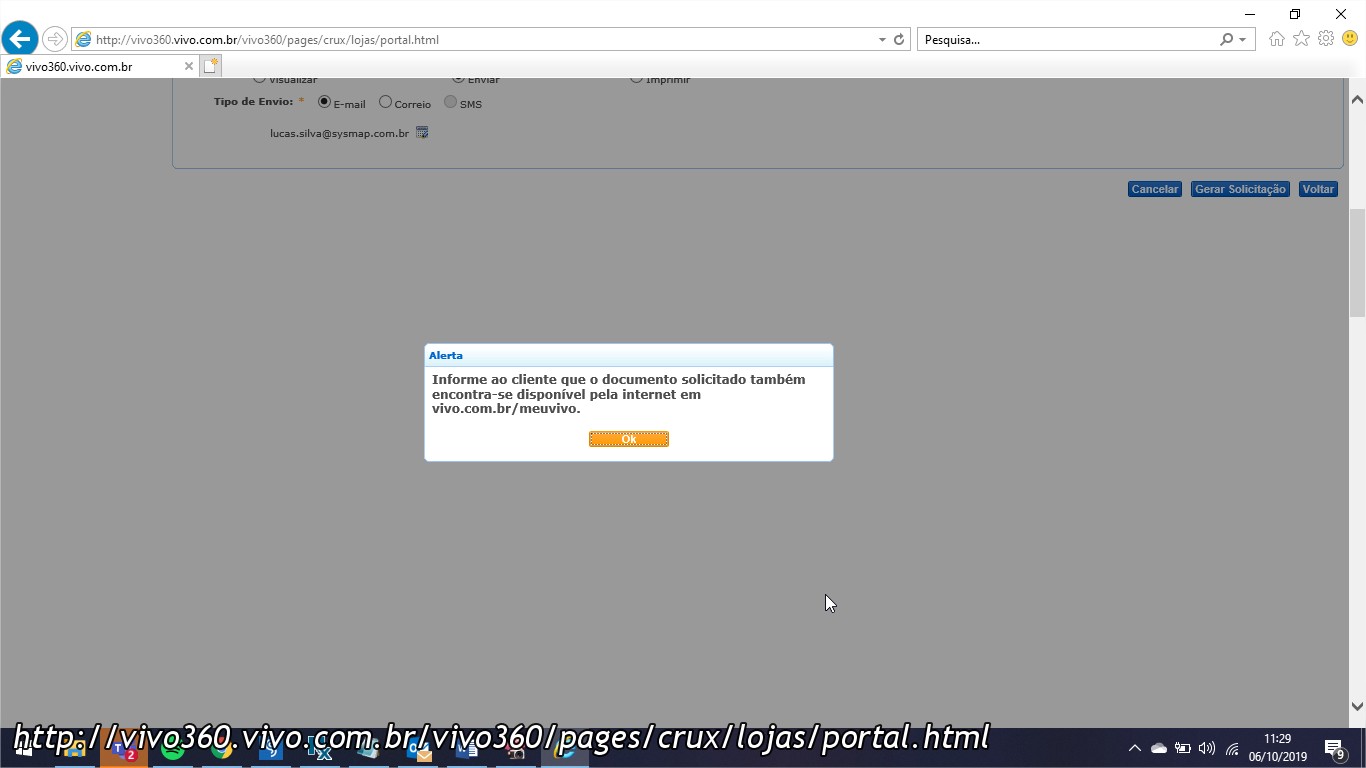 http://vivo360.vivo.com.br/vivo360/pages/crux/lojas/portal.html
Pesquisa...
vivo360.vivo.com.br
Visualizar Enviar Imprimir
Tipo de Envio: * E-mail Correio SMS
lucas.silva@sysmap.com.br
Cancelar Gerar Solicitação Voltar
Alerta
Informe ao cliente que o documento solicitado também
encontra-se disponível pela internet em
vivo.com.br/meuvivo.
Ok
http://vivo360.vivo.com.br/vivo360/pages/crux/lojas/portal.html
2
11:29
06/10/2019
9